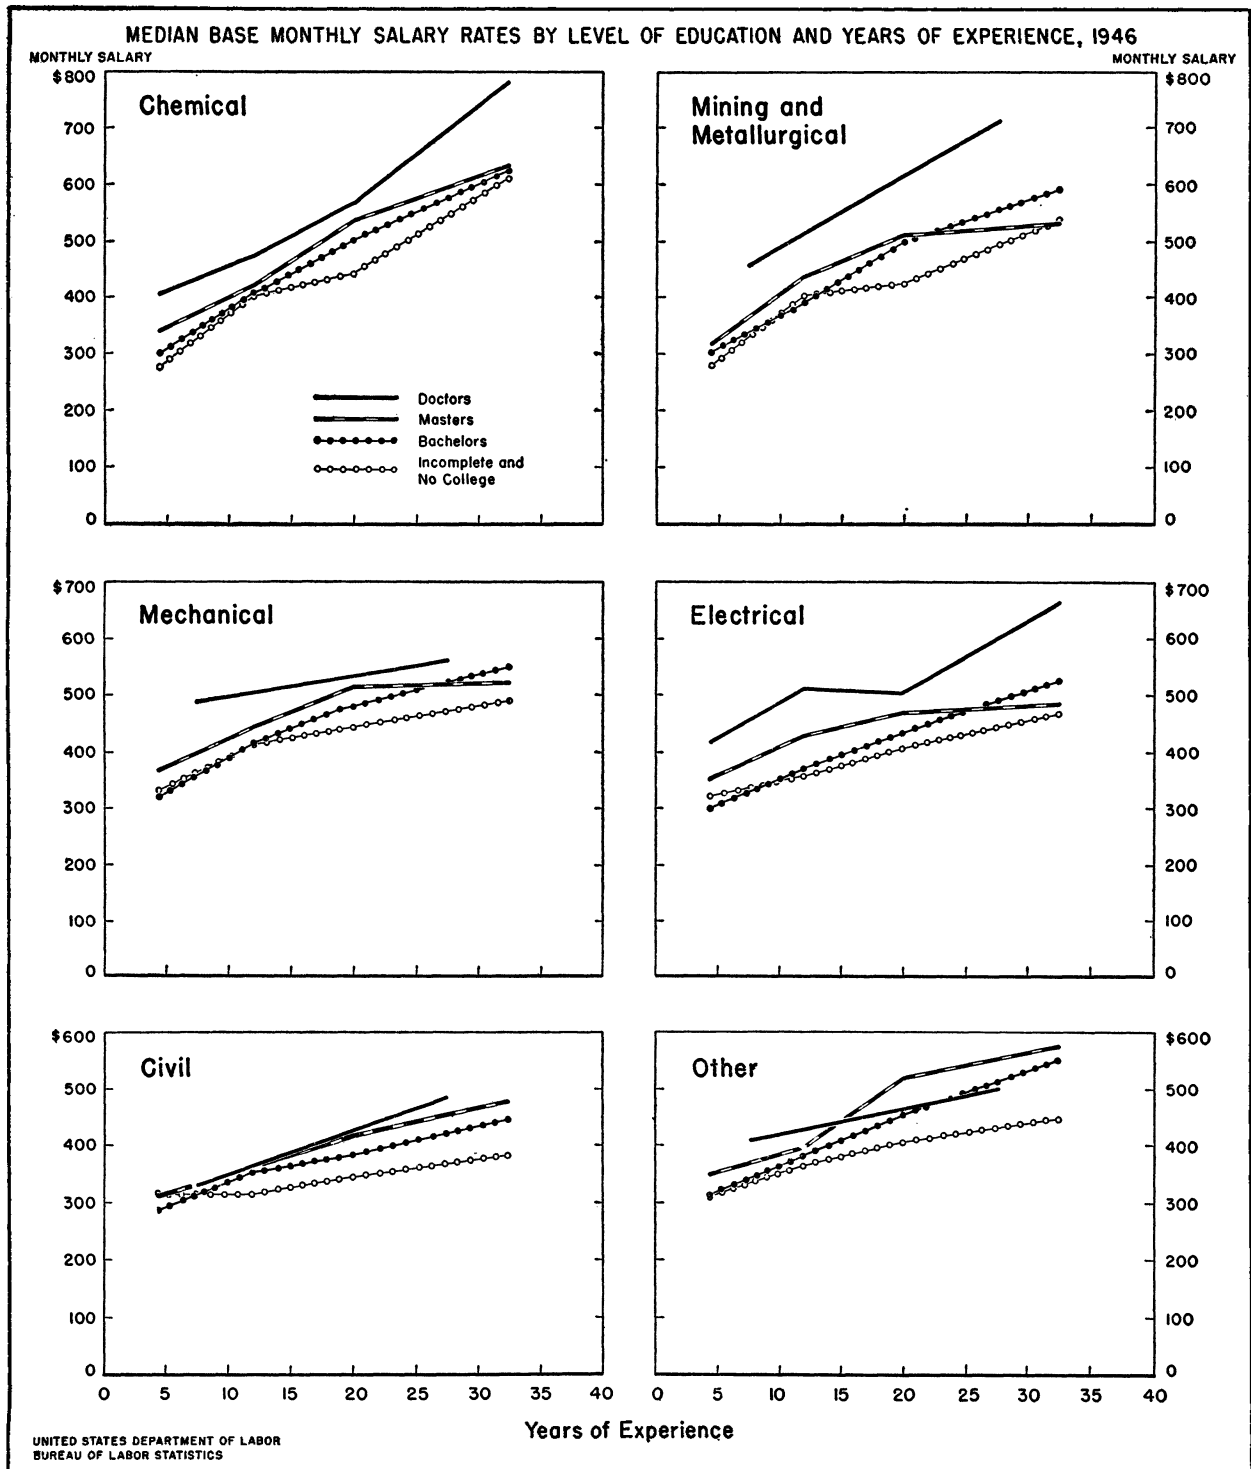 MEDIAN BASE MONTHLY SALARY RATES BY LEVEL OF EDUCATION AND YEARS OF EXPERIENCE, 1946
MONTHLY SALARY
MONTHLY SALARY
Chemical
$800
700
600
500
400
300
200
100
0
Doctors
Masters
Bachelors
Incomplete and
No College
Mining and
Metallurgical
$800
700
600
500
400
300
200
100
0
Mechanical
$700
600
500
400
300
200
100
0
Electrical
$700
600
500
400
300
200
100
0
Civil
$600
500
400
300
200
100
0
0 5 10 15 20 25 30 35 40
Other
$600
500
400
300
200
100
0
0 5 10 15 20 25 30 35 40
Years of Experience
UNITED STATES DEPARTMENT OF LABOR
BUREAU OF LABOR STATISTICS